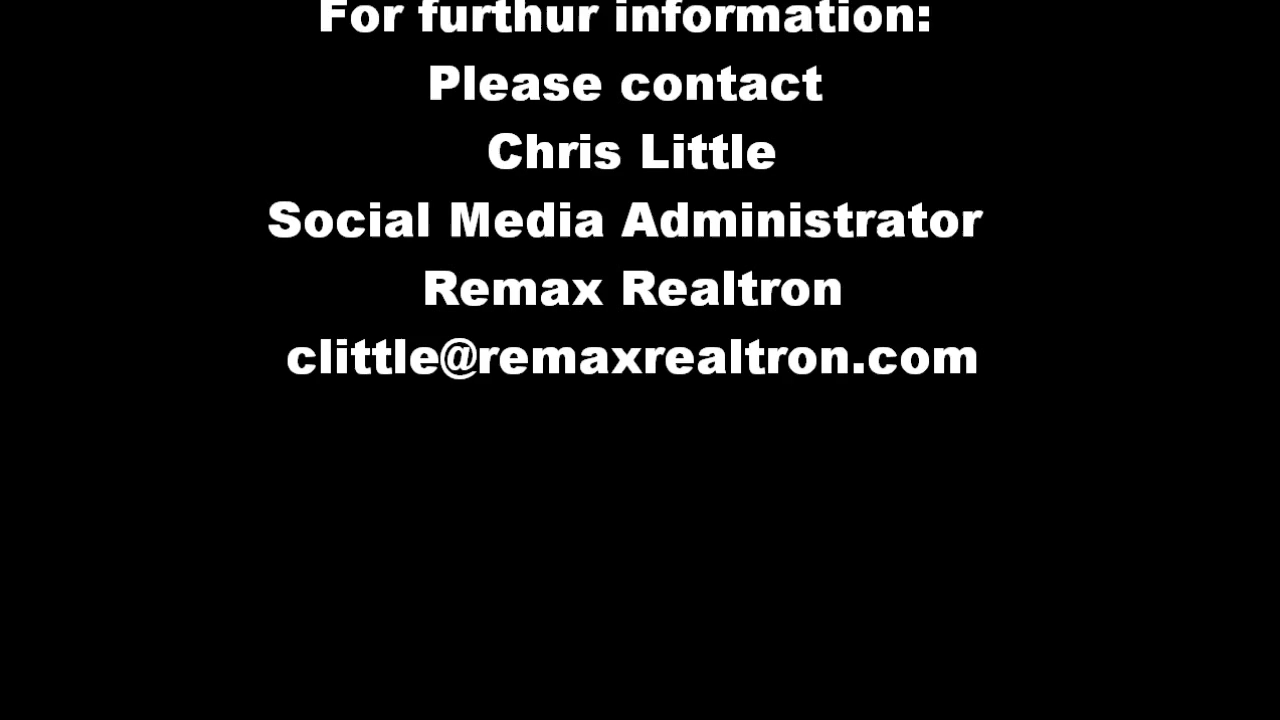 For furthur information:
Please contact
Chris Little
Social Media Administrator
Remax Realtron
clittle@remaxrealtron.com